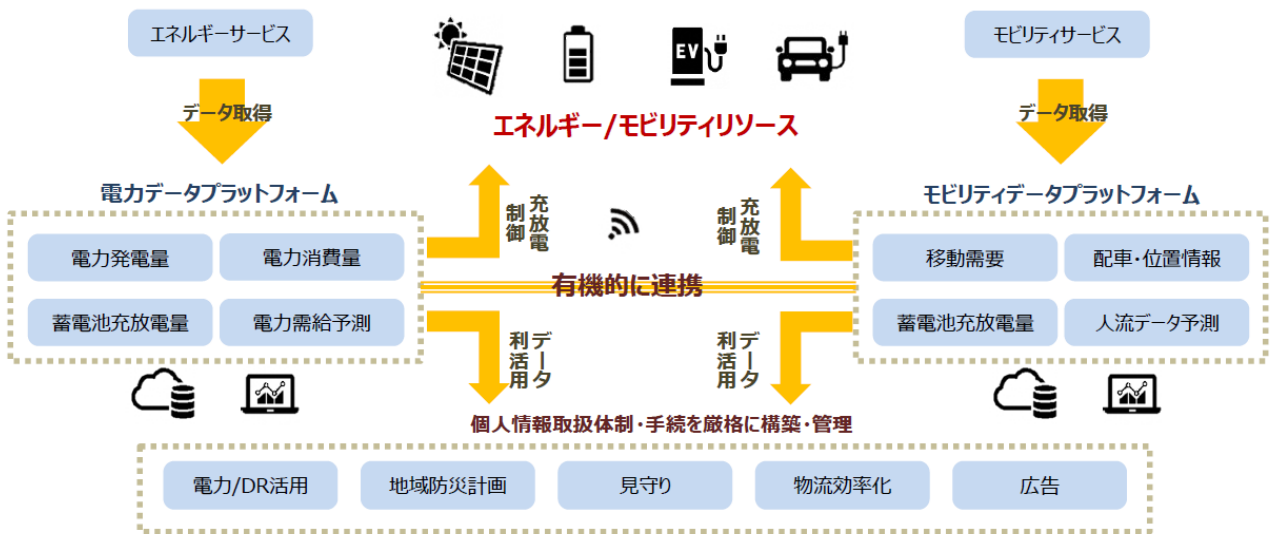 エネルギーサービス
モビリティサービス
EV
データ取得
データ取得
エネルギー/モビリティリソース
電力データプラットフォーム
モビリティデータプラットフォーム
充放電
制御
充放電
制御
電力発電量
電力消費量
移動需要
配車・位置情報
有機的に連携
蓄電池充放電量
電力需給予測
蓄電池充放電量
人流データ予測
データ
利活用
データ
利活用
個人情報取扱体制・手続を厳格に構築・管理
電力/DR活用
地域防災計画
見守り
物流効率化
広告